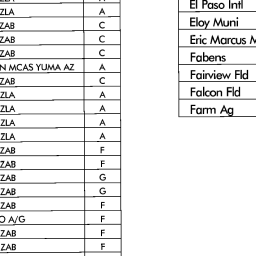 ZLA A
ZAB C
ZAB C
ZAB C
N MCAS YUMA AZ A
ZAB C
ZLA A
ZLA A
ZLA A
ZLA A
ZAB F
ZAB F
ZAB G
ZAB G
ZAB F
O A/G F
ZAB F
ZAB F
El Paso Intl
Eloy Muni
Eric Marcus M
Fabens
Fairview Fld
Falcon Fld
Farm Ag